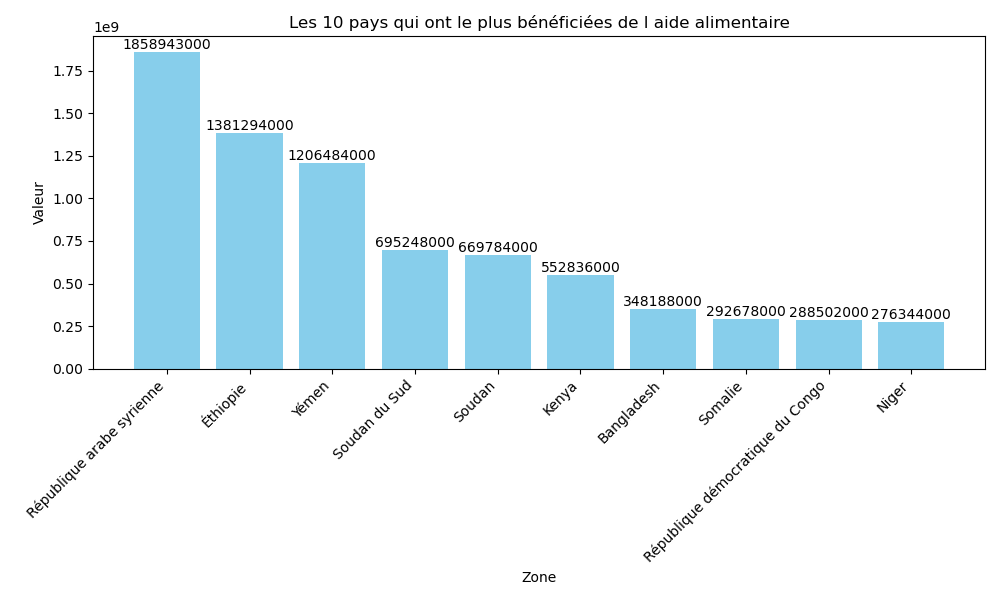 Les 10 pays qui ont le plus bénéficiées de l aide alimentaire
1e9
1858943000
1381294000
1206484000
695248000
669784000
552836000
348188000
292678000
288502000
276344000
1.75
1.50
1.25
1.00
0.75
0.50
0.25
0.00
Valeur
République arabe syrienne
Éthiopie
Yémen
Soudan du Sud
Soudan
Kenya
Bangladesh
Somalie
République démocratique du Congo
Niger
Zone